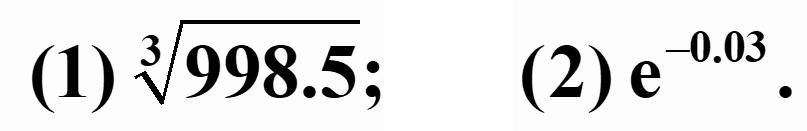 (1) ∛998.5; (2) e^{-0.03}.